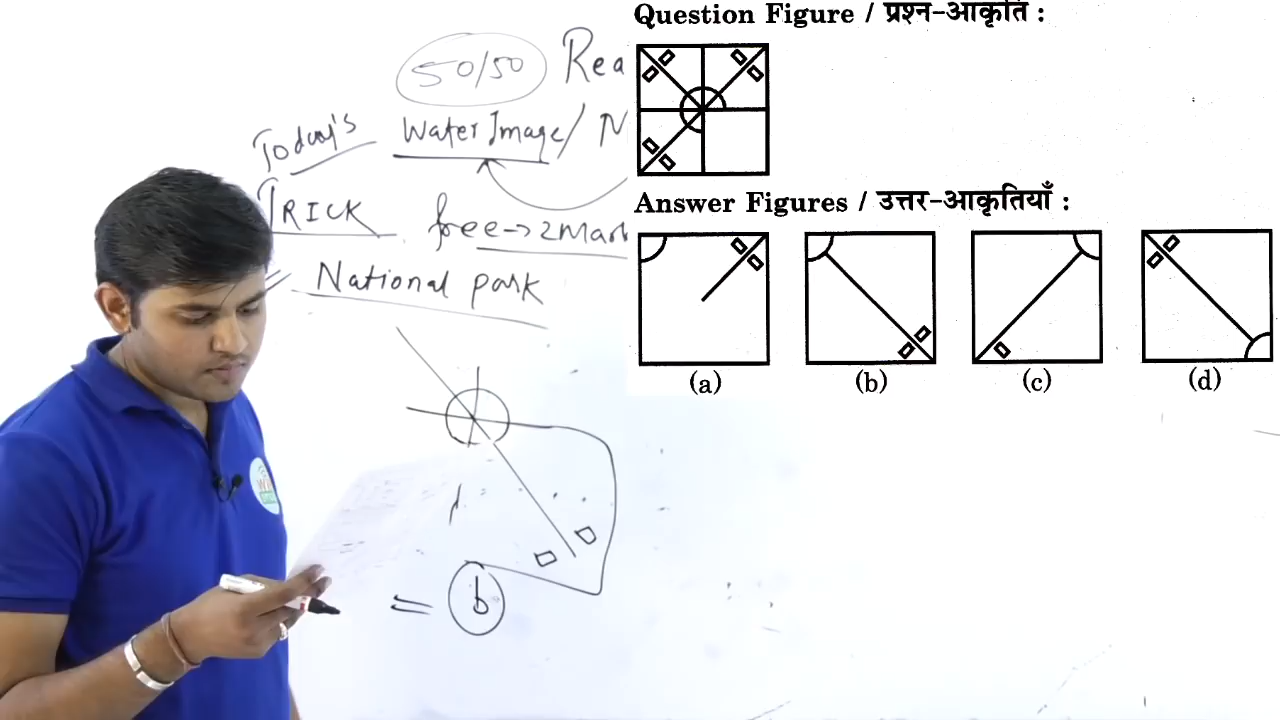 Question Figure / प्रश्न-आकृति :
50/50 Rea
Today's Water Image/ N
TRICK free→2 Mark
National park
Answer Figures / उत्तर-आकृतियाँ :
(a) (b) (c) (d)
= b